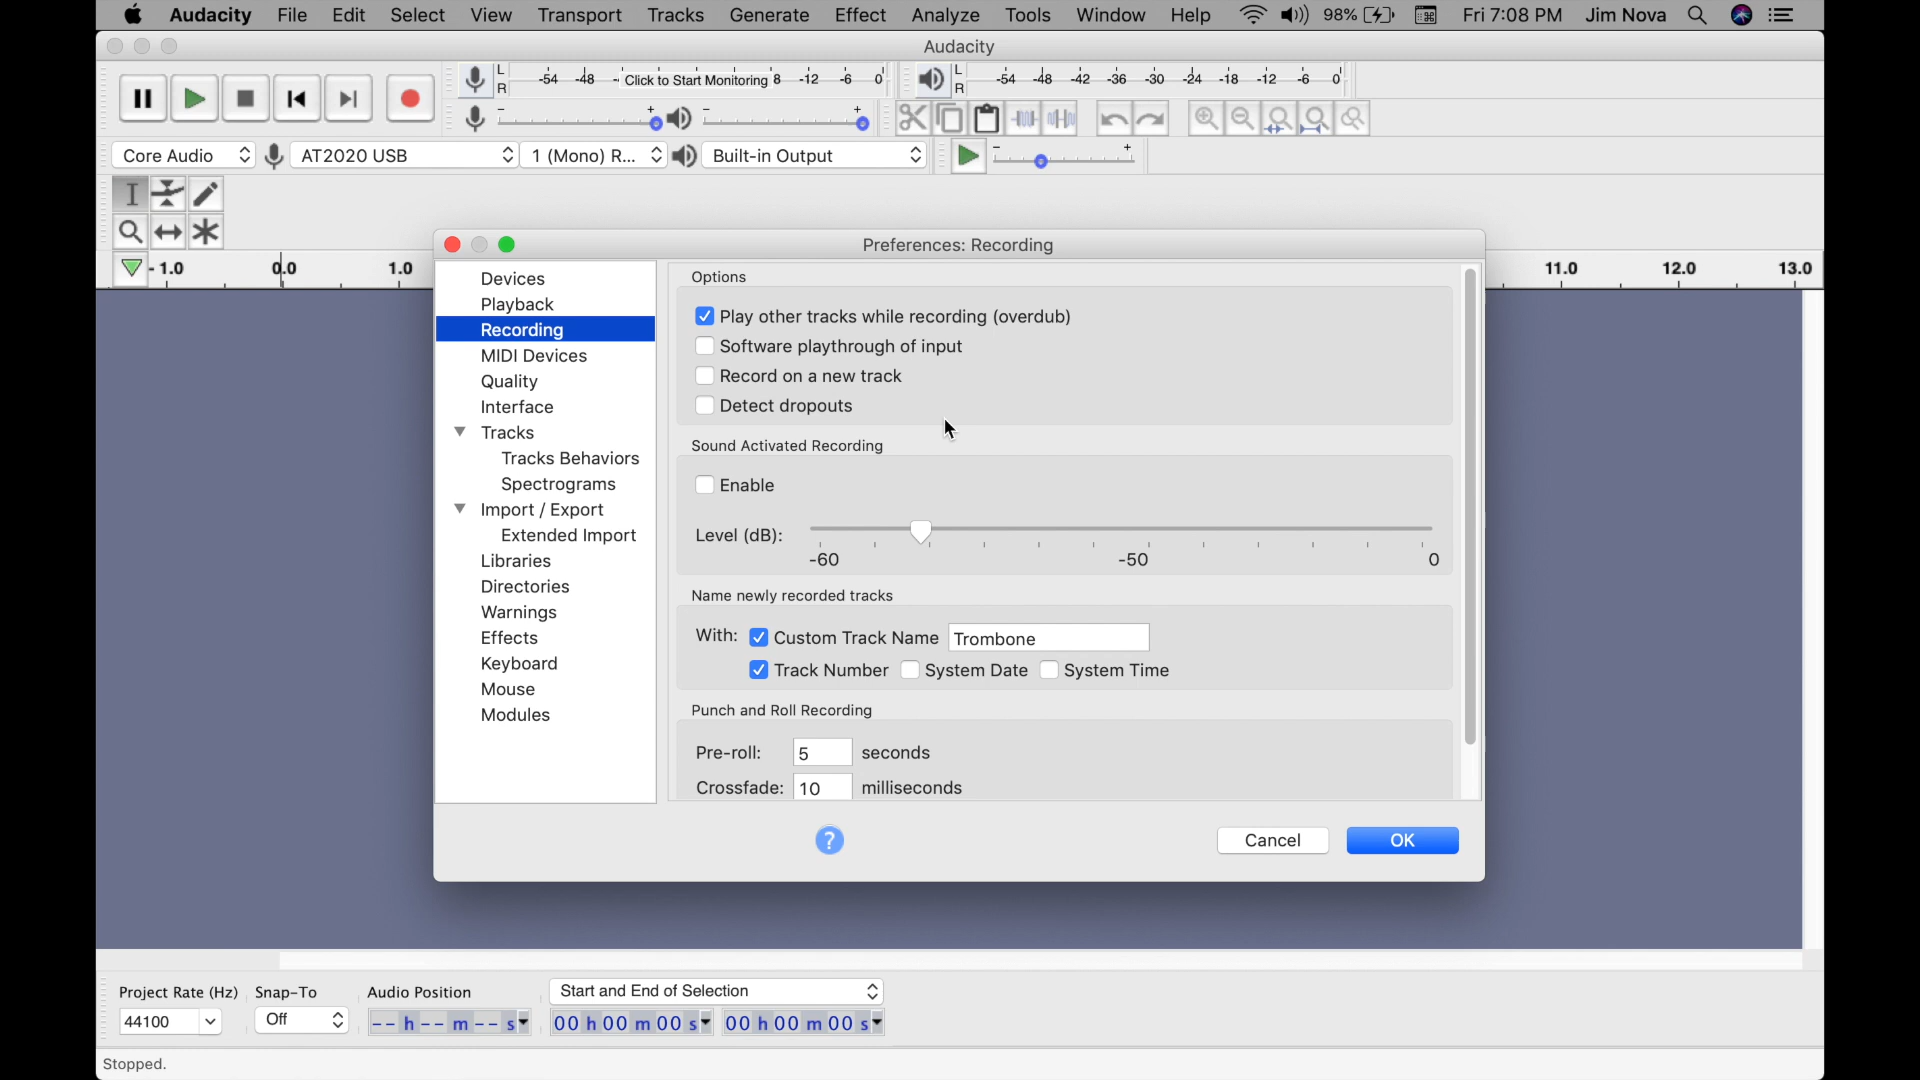 Audacity File Edit Select View Transport Tracks Generate Effect Analyze Tools Window Help 98% Fri 7:08 PM Jim Nova
Audacity
L R -54 -48 - Click to Start Monitoring 8 -12 -6 0 L R -54 -48 -42 -36 -30 -24 -18 -12 -6 0
- + - +
Core Audio AT2020 USB 1 (Mono) R... Built-in Output - +
-1.0 0.0 1.0 11.0 12.0 13.0
Preferences: Recording
Devices
Playback
Recording
MIDI Devices
Quality
Interface
Tracks
Tracks Behaviors
Spectrograms
Import / Export
Extended Import
Libraries
Directories
Warnings
Effects
Keyboard
Mouse
Modules
Options
Play other tracks while recording (overdub)
Software playthrough of input
Record on a new track
Detect dropouts
Sound Activated Recording
Enable
Level (dB):
-60 -50 0
Name newly recorded tracks
With: Custom Track Name Trombone
Track Number System Date System Time
Punch and Roll Recording
Pre-roll: 5 seconds
Crossfade: 10 milliseconds
? Cancel OK
Project Rate (Hz) Snap-To Audio Position Start and End of Selection
44100 Off -- h -- m -- s 00 h 00 m 00 s 00 h 00 m 00 s
Stopped.